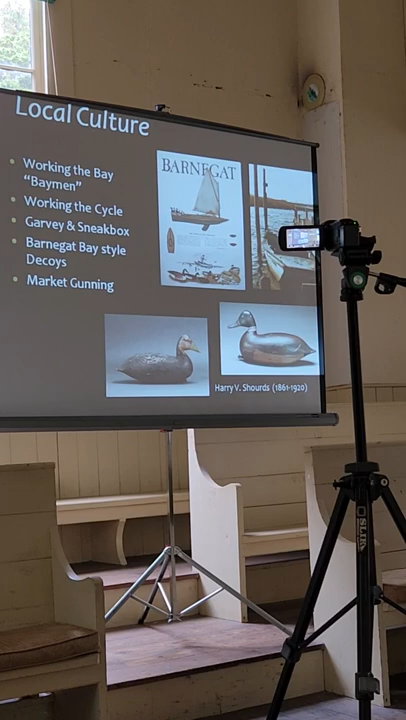 Local Culture
Working the Bay
"Baymen"
Working the Cycle
Garvey & Sneakbox
Barnegat Bay style
Decoys
Market Gunning
BARNEGAT
Harry V. Shourds (1861-1920)
SLIK